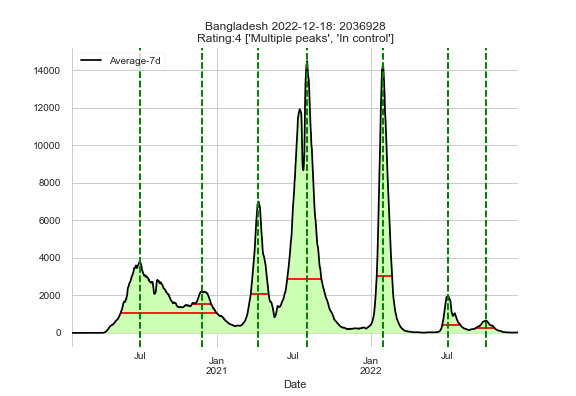 Bangladesh 2022-12-18: 2036928
Rating:4 ['Multiple peaks', 'In control']
Average-7d
14000
12000
10000
8000
6000
4000
2000
0
Jul
Jan
2021
Jul
Jan
2022
Jul
Date